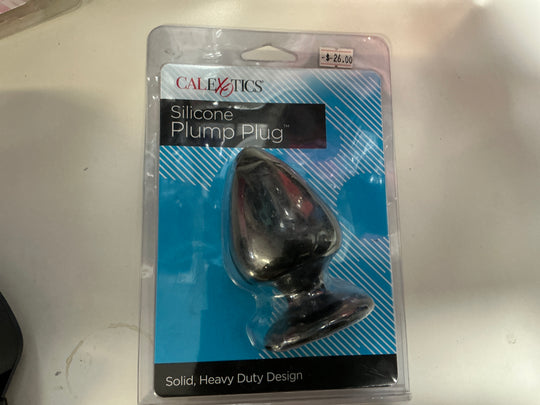 $ 26.00
CALEXOTICS
Silicone
Plump Plug™
Solid, Heavy Duty Design